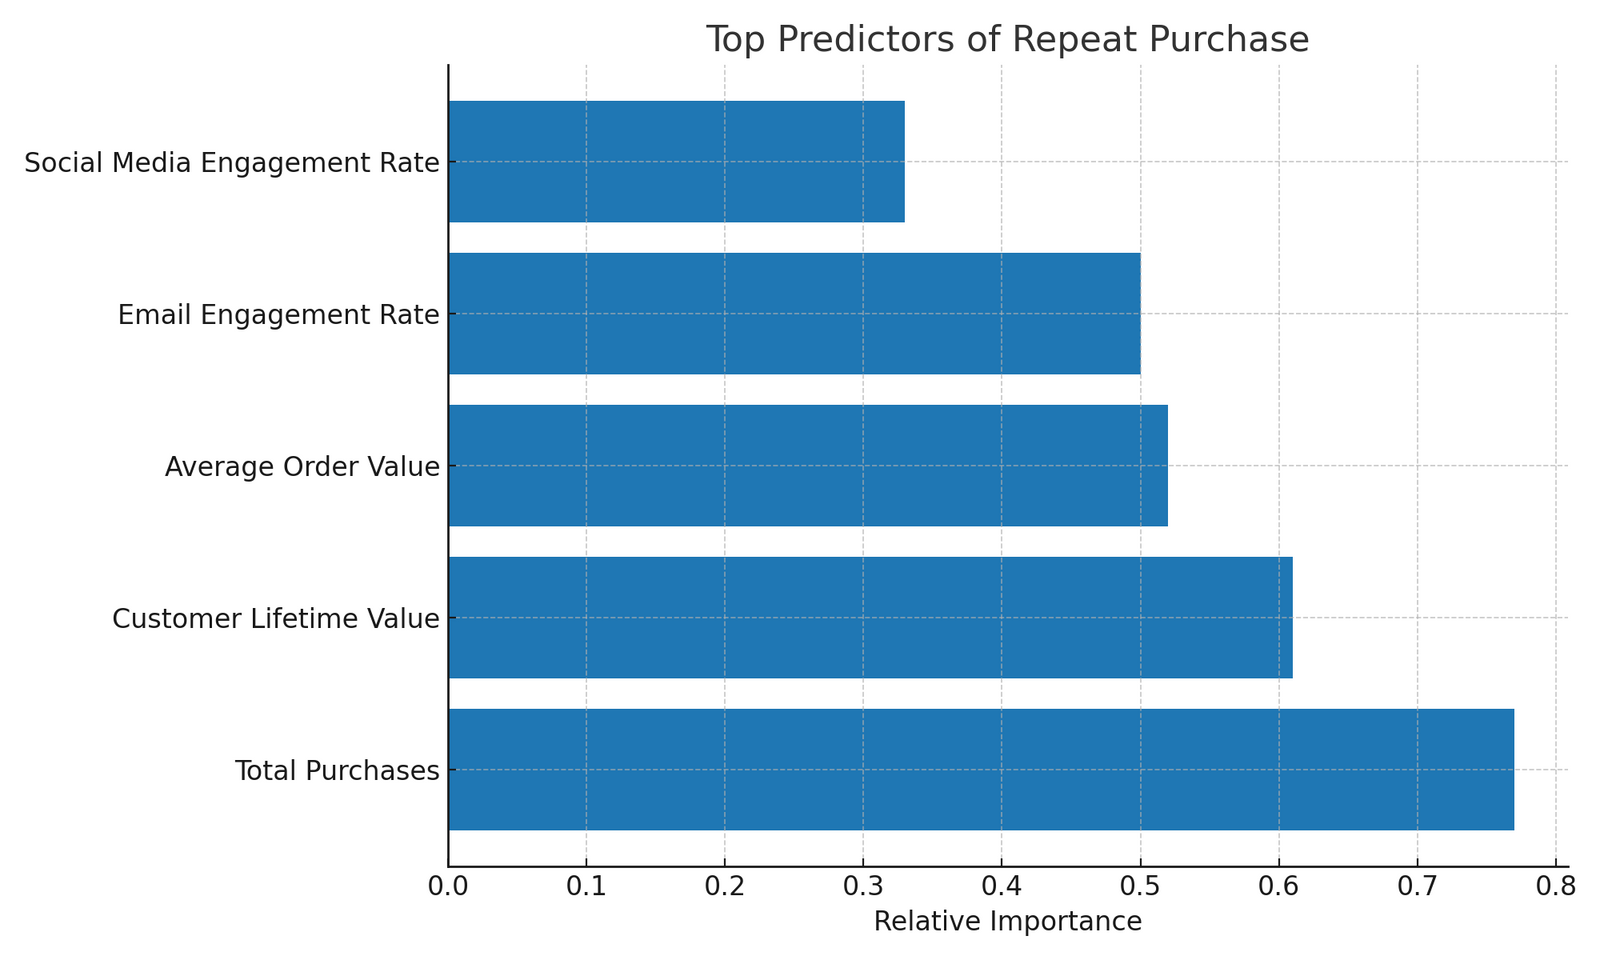 Top Predictors of Repeat Purchase
Social Media Engagement Rate
Email Engagement Rate
Average Order Value
Customer Lifetime Value
Total Purchases
0.0 0.1 0.2 0.3 0.4 0.5 0.6 0.7 0.8
Relative Importance